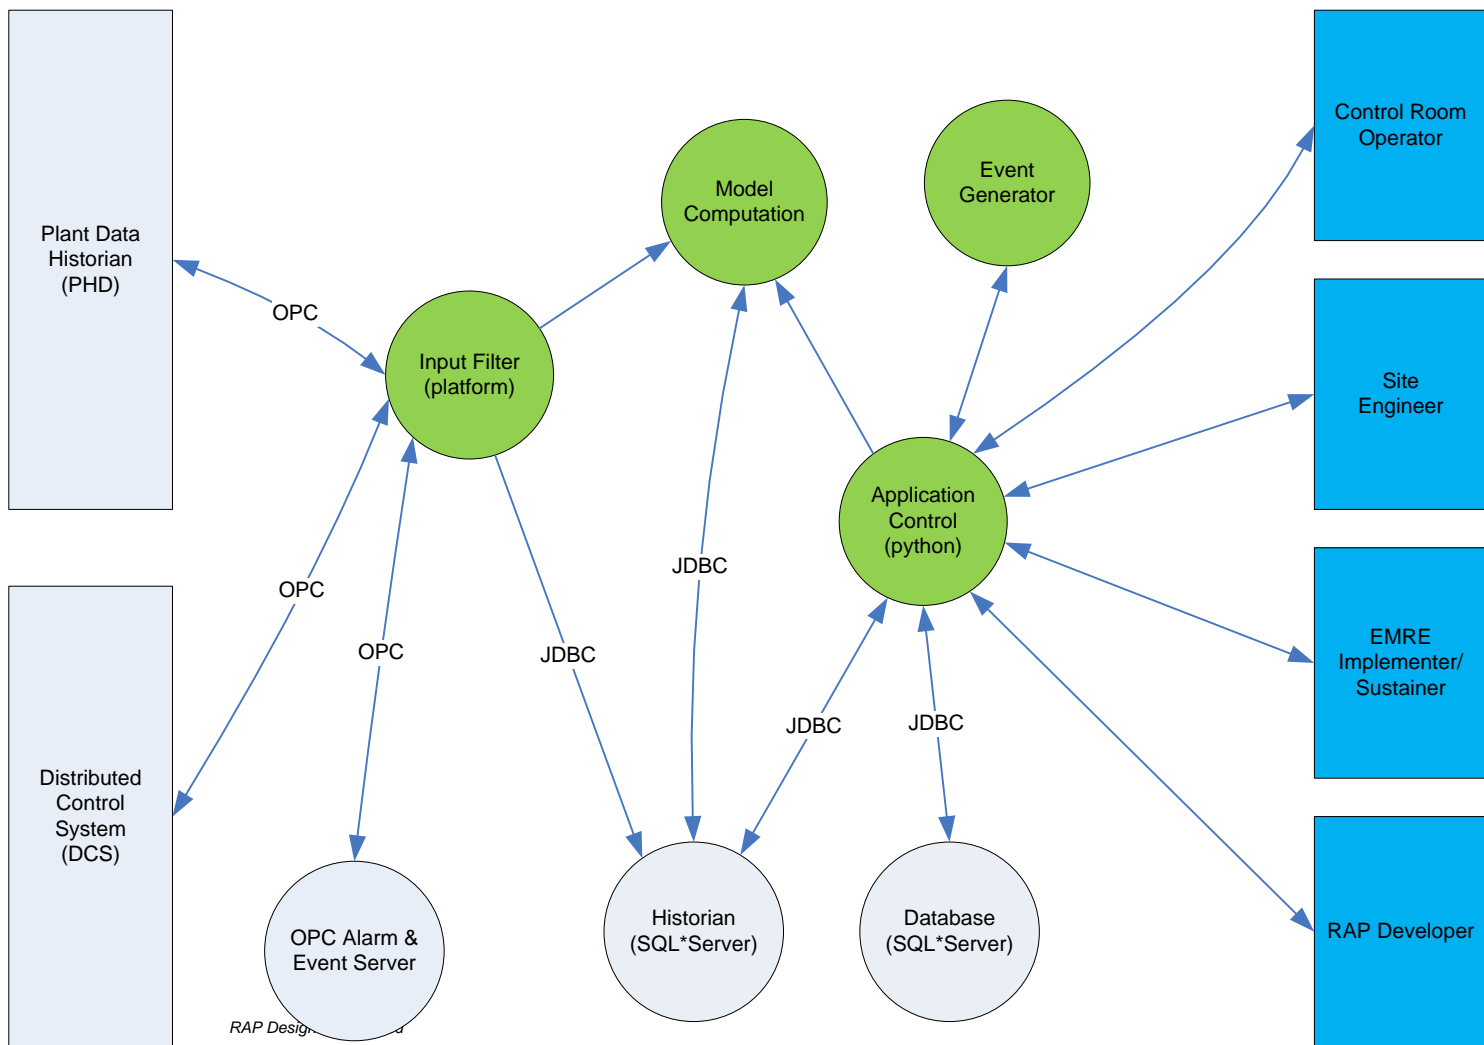 Plant Data
Historian
(PHD)
Distributed
Control
System
(DCS)
OPC
OPC
OPC
Input Filter
(platform)
Model
Computation
Event
Generator
Application
Control
(python)
JDBC
JDBC
JDBC
JDBC
OPC Alarm &
Event Server
Historian
(SQL*Server)
Database
(SQL*Server)
Control Room
Operator
Site
Engineer
EMRE
Implementer/
Sustainer
RAP Developer
RAP Design